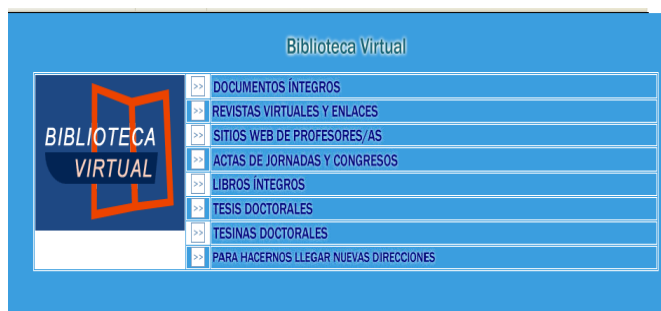 Biblioteca Virtual
BIBLIOTECA
VIRTUAL
>> DOCUMENTOS ÍNTEGROS
>> REVISTAS VIRTUALES Y ENLACES
>> SITIOS WEB DE PROFESORES/AS
>> ACTAS DE JORNADAS Y CONGRESOS
>> LIBROS ÍNTEGROS
>> TESIS DOCTORALES
>> TESINAS DOCTORALES
>> PARA HACERNOS LLEGAR NUEVAS DIRECCIONES